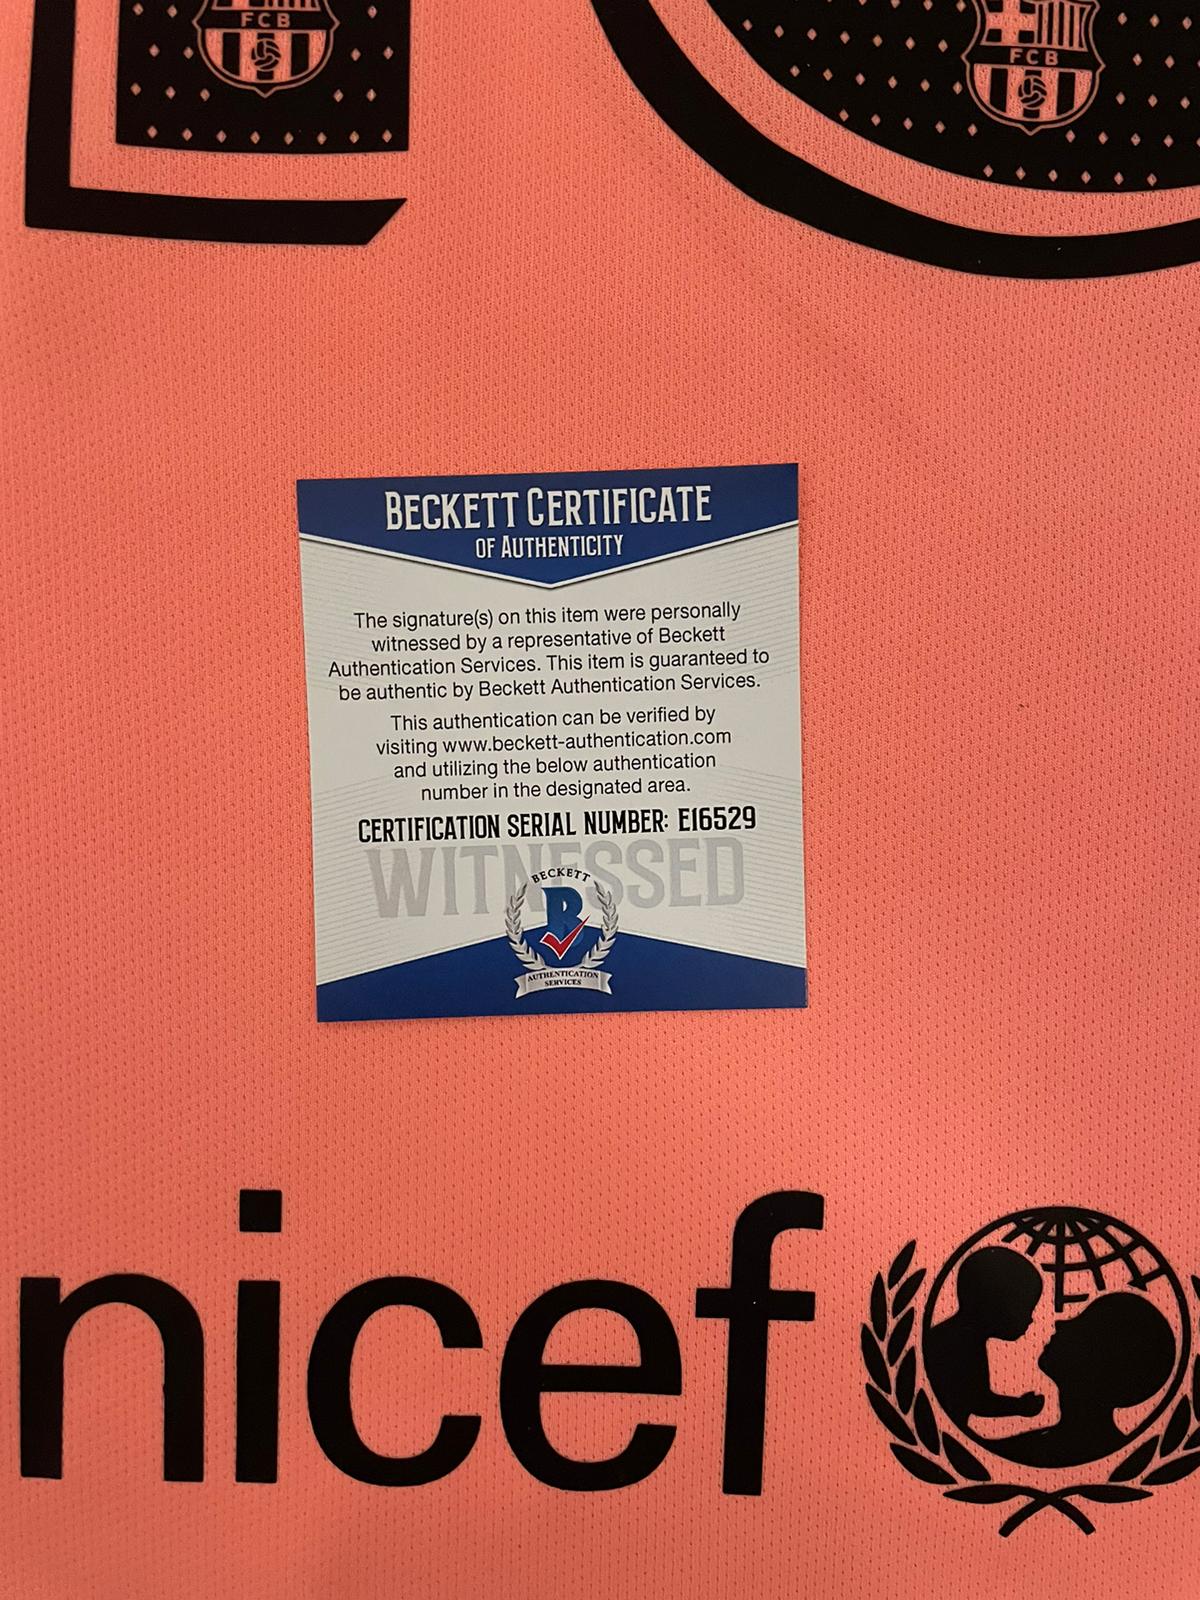 FCB
FCB
BECKETT CERTIFICATE
OF AUTHENTICITY
The signature(s) on this item were personally
witnessed by a representative of Beckett
Authentication Services. This item is guaranteed to
be authentic by Beckett Authentication Services.
This authentication can be verified by
visiting www.beckett-authentication.com
and utilizing the below authentication
number in the designated area.
CERTIFICATION SERIAL NUMBER: E16529
WITNESSED
BECKETT
B
AUTHENTICATION
SERVICES
nicef